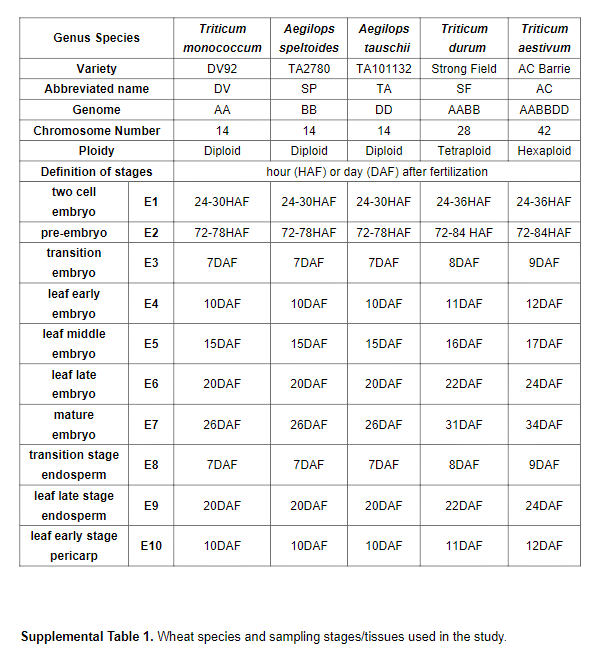 Genus Species Triticum monococcum Aegilops speltoides Aegilops tauschii Triticum durum Triticum aestivum
Variety DV92 TA2780 TA101132 Strong Field AC Barrie
Abbreviated name DV SP TA SF AC
Genome AA BB DD AABB AABBDD
Chromosome Number 14 14 14 28 42
Ploidy Diploid Diploid Diploid Tetraploid Hexaploid
Definition of stages hour (HAF) or day (DAF) after fertilization
two cell embryo E1 24-30HAF 24-30HAF 24-30HAF 24-36HAF 24-36HAF
pre-embryo E2 72-78HAF 72-78HAF 72-78HAF 72-84 HAF 72-84HAF
transition embryo E3 7DAF 7DAF 7DAF 8DAF 9DAF
leaf early embryo E4 10DAF 10DAF 10DAF 11DAF 12DAF
leaf middle embryo E5 15DAF 15DAF 15DAF 16DAF 17DAF
leaf late embryo E6 20DAF 20DAF 20DAF 22DAF 24DAF
mature embryo E7 26DAF 26DAF 26DAF 31DAF 34DAF
transition stage endosperm E8 7DAF 7DAF 7DAF 8DAF 9DAF
leaf late stage endosperm E9 20DAF 20DAF 20DAF 22DAF 24DAF
leaf early stage pericarp E10 10DAF 10DAF 10DAF 11DAF 12DAF
Supplemental Table 1. Wheat species and sampling stages/tissues used in the study.